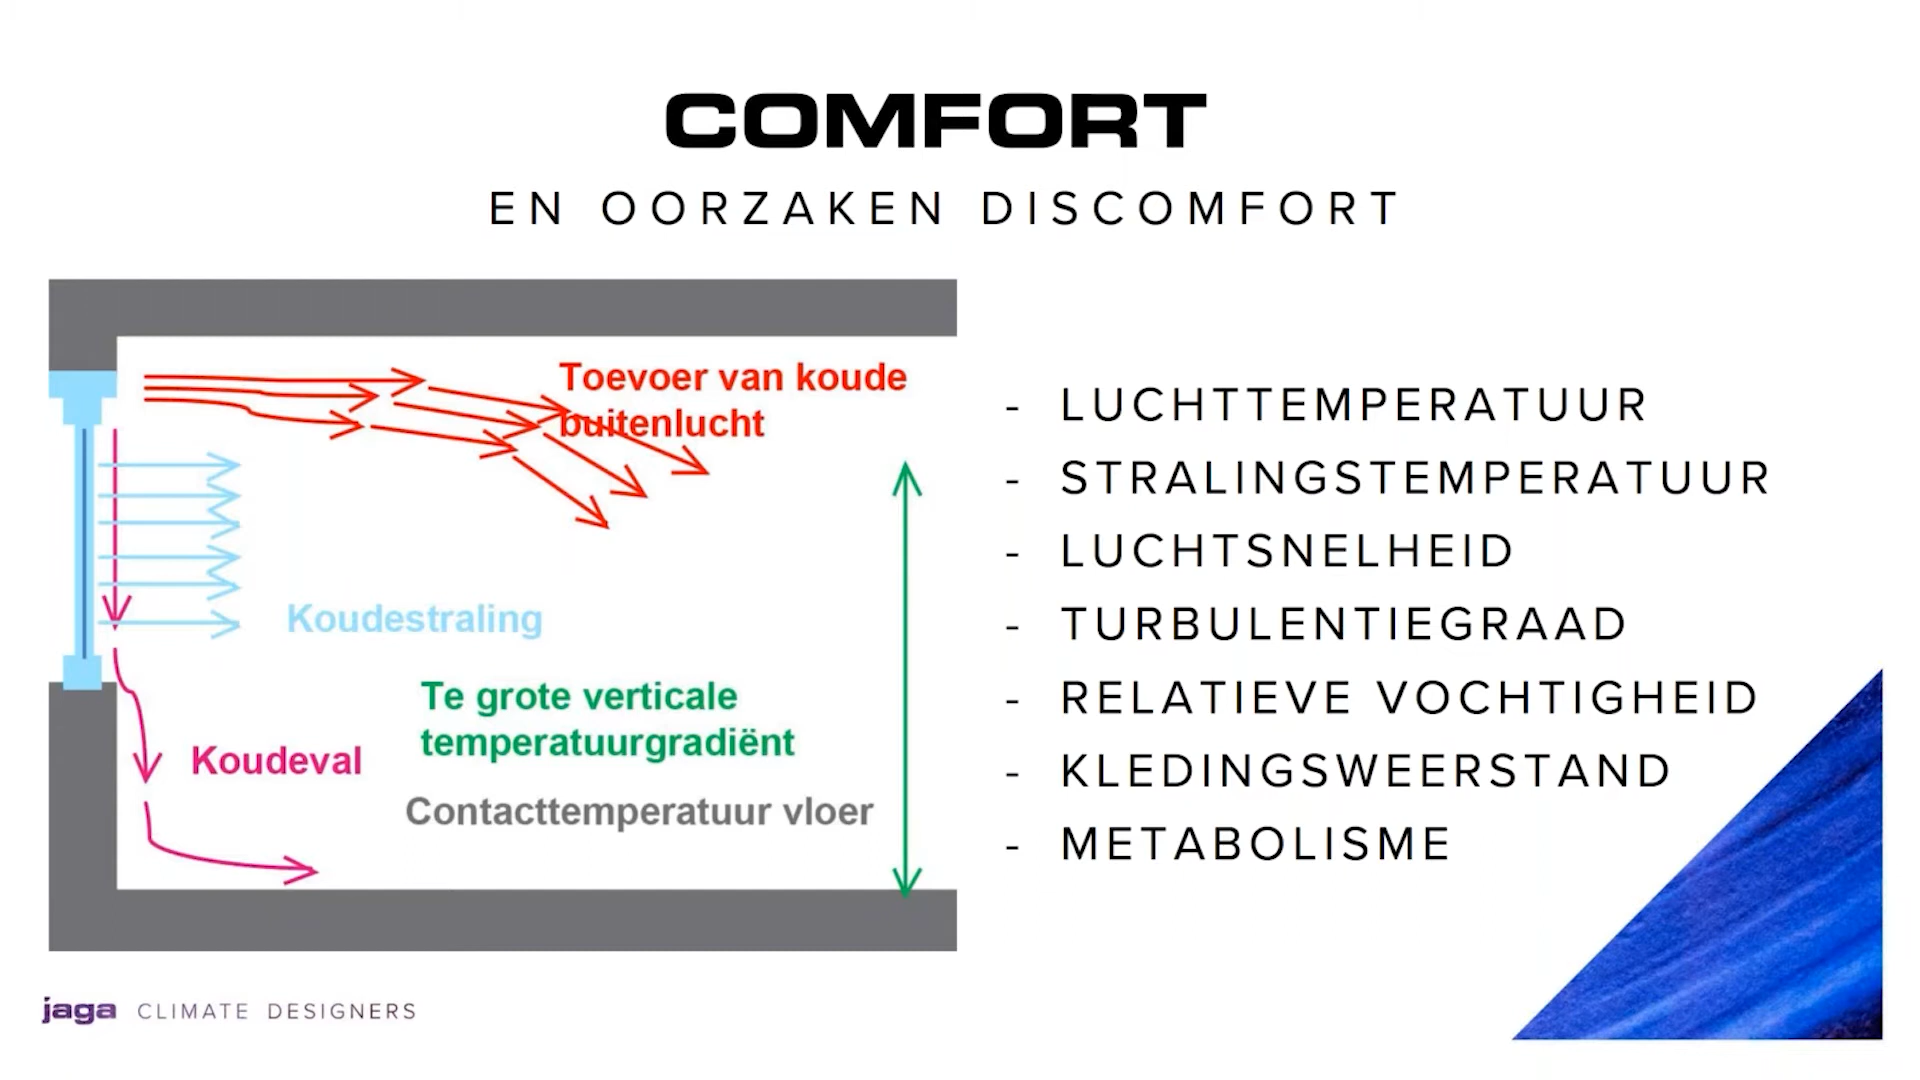 COMFORT
EN OORZAKEN DISCOMFORT
Toevoer van koude
buitenlucht
Koudestraling
Te grote verticale
temperatuurgradiënt
Koudeval
Contacttemperatuur vloer
- LUCHTTEMPERATUUR
- STRALINGSTEMPERATUUR
- LUCHTSNELHEID
- TURBULENTIEGRAAD
- RELATIEVE VOCHTIGHEID
- KLEDINGSWEERSTAND
- METABOLISME
jaga CLIMATE DESIGNERS